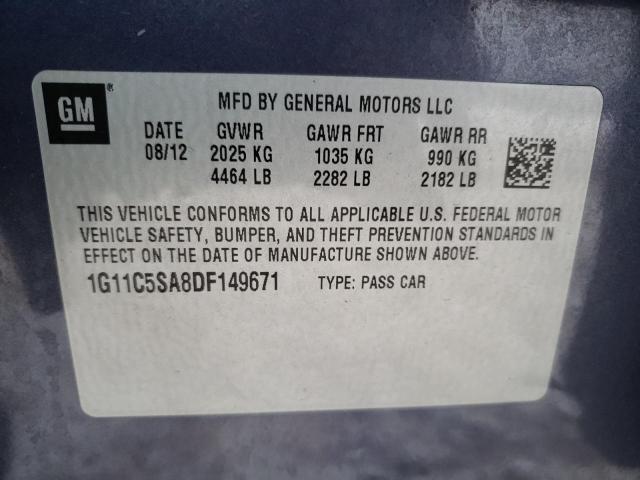 GM®
MFD BY GENERAL MOTORS LLC
DATE GVWR GAWR FRT GAWR RR
08/12 2025 KG 1035 KG 990 KG
4464 LB 2282 LB 2182 LB
THIS VEHICLE CONFORMS TO ALL APPLICABLE U.S. FEDERAL MOTOR
VEHICLE SAFETY, BUMPER, AND THEFT PREVENTION STANDARDS IN
EFFECT ON THE DATE OF MANUFACTURE SHOWN ABOVE.
1G11C5SA8DF149671 TYPE: PASS CAR